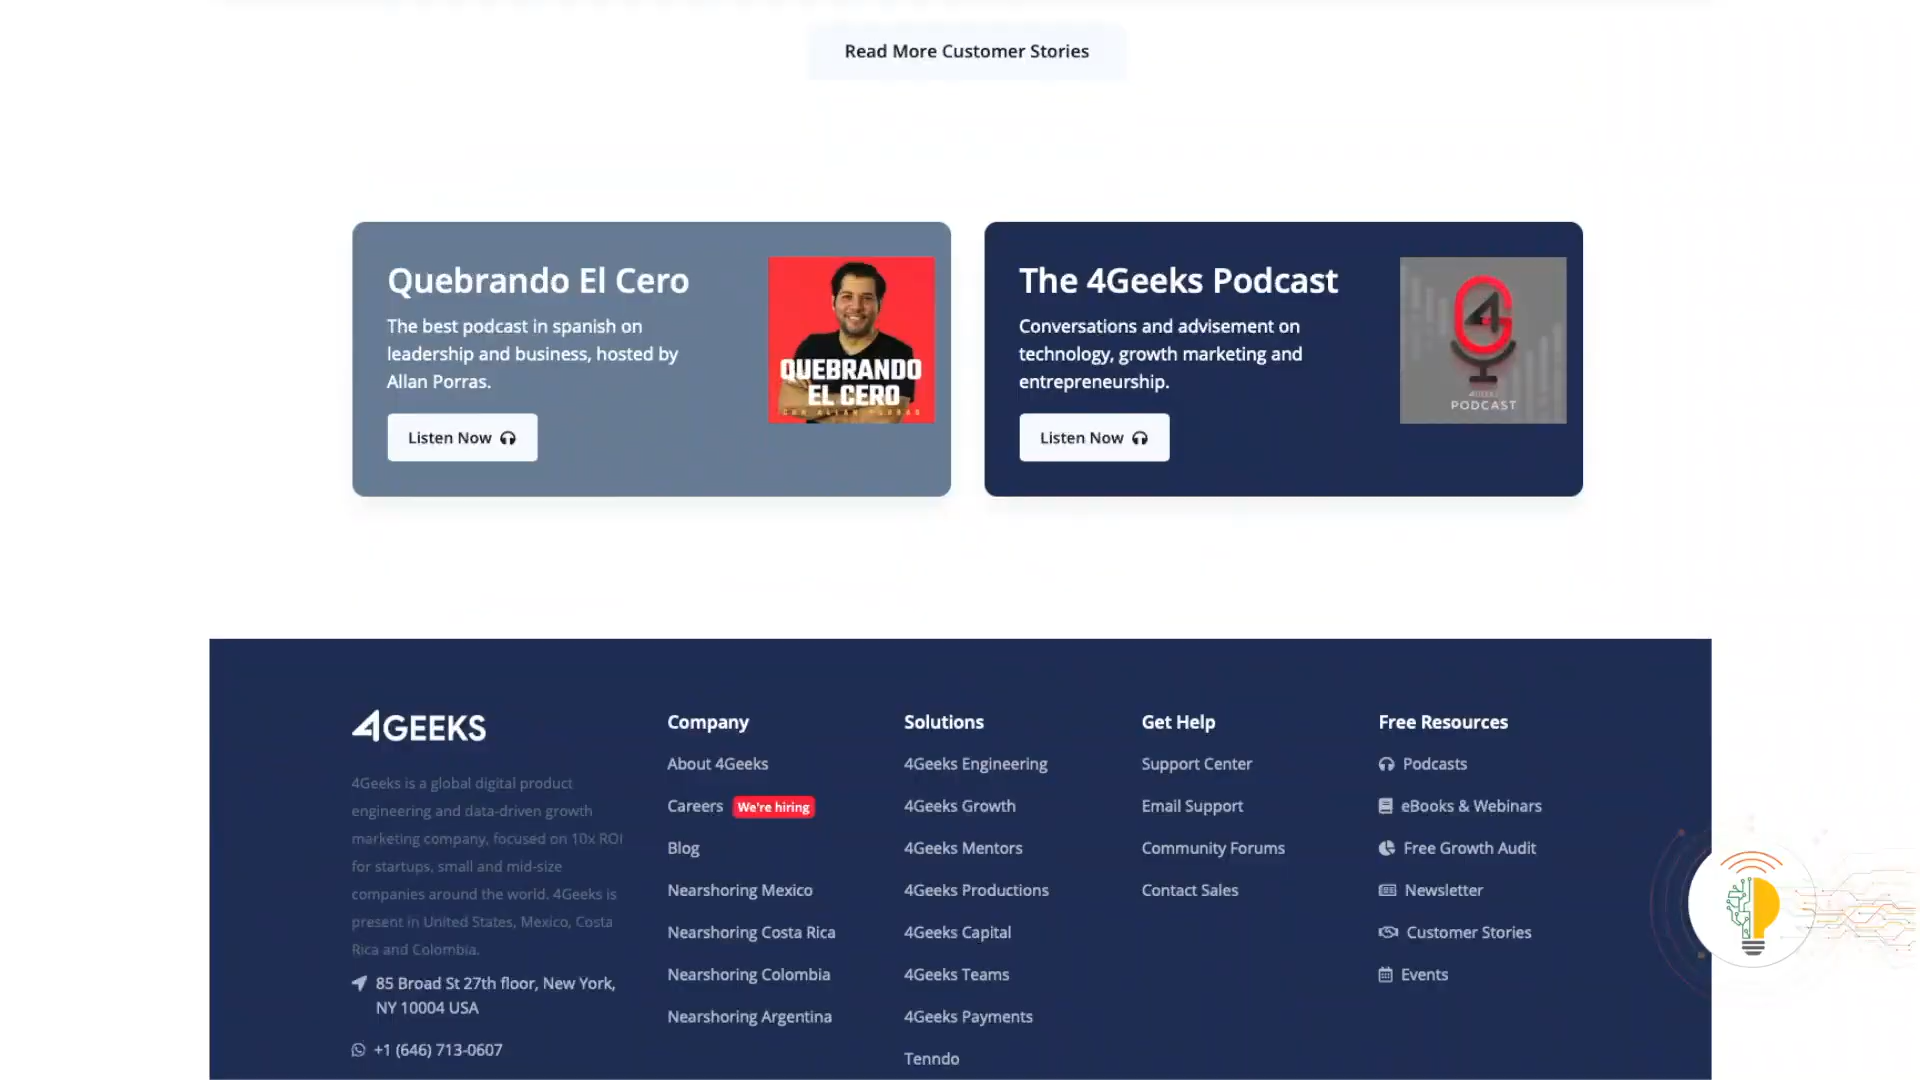 Read More Customer Stories
Quebrando El Cero
The best podcast in spanish on
leadership and business, hosted by
Allan Porras.
Listen Now
QUEBRANDO
EL CERO
CON ALLAN PORRAS
The 4Geeks Podcast
Conversations and advisement on
technology, growth marketing and
entrepreneurship.
Listen Now
4GEEKS
PODCAST
4GEEKS
4Geeks is a global digital product
engineering and data-driven growth
marketing company, focused on 10x ROI
for startups, small and mid-size
companies around the world. 4Geeks is
present in United States, Mexico, Costa
Rica and Colombia.
85 Broad St 27th floor, New York,
NY 10004 USA
+1 (646) 713-0607
Company
About 4Geeks
Careers We're hiring
Blog
Nearshoring Mexico
Nearshoring Costa Rica
Nearshoring Colombia
Nearshoring Argentina
Solutions
4Geeks Engineering
4Geeks Growth
4Geeks Mentors
4Geeks Productions
4Geeks Capital
4Geeks Teams
4Geeks Payments
Tenndo
Get Help
Support Center
Email Support
Community Forums
Contact Sales
Free Resources
Podcasts
eBooks & Webinars
Free Growth Audit
Newsletter
Customer Stories
Events